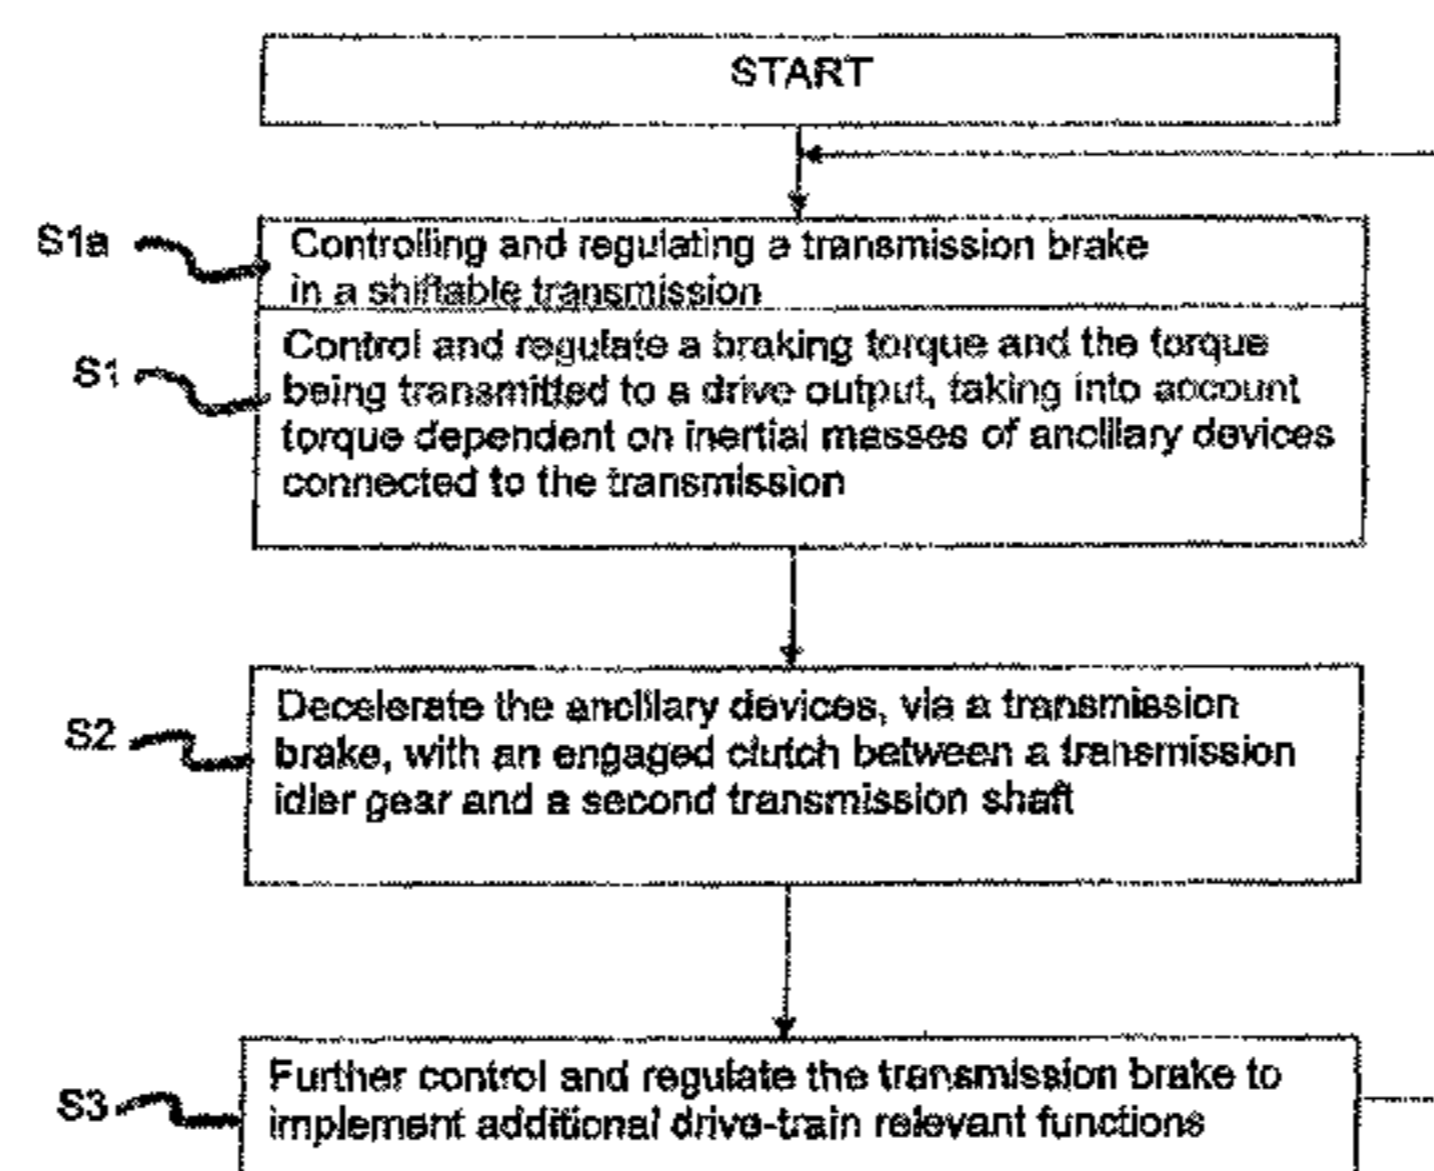 START
S1a
Controlling and regulating a transmission brake
in a shiftable transmission
S1
Control and regulate a braking torque and the torque
being transmitted to a drive output, taking into account
torque dependent on inertial masses of ancillary devices
connected to the transmission
S2
Decelerate the ancillary devices, via a transmission
brake, with an engaged clutch between a transmission
idler gear and a second transmission shaft
S3
Further control and regulate the transmission brake to
implement additional drive-train relevant functions